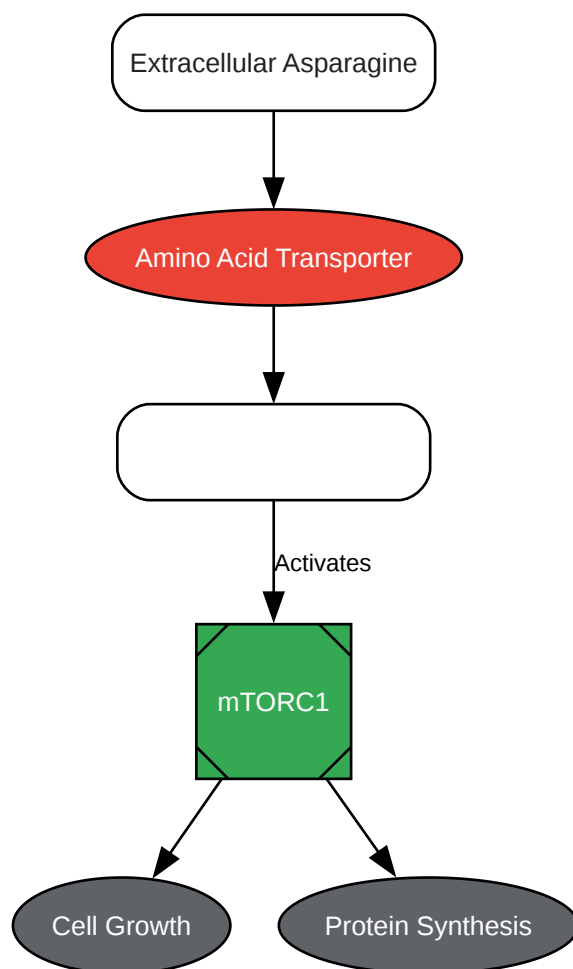 Extracellular Asparagine
Amino Acid Transporter
Activates
mTORC1
Cell Growth
Protein Synthesis